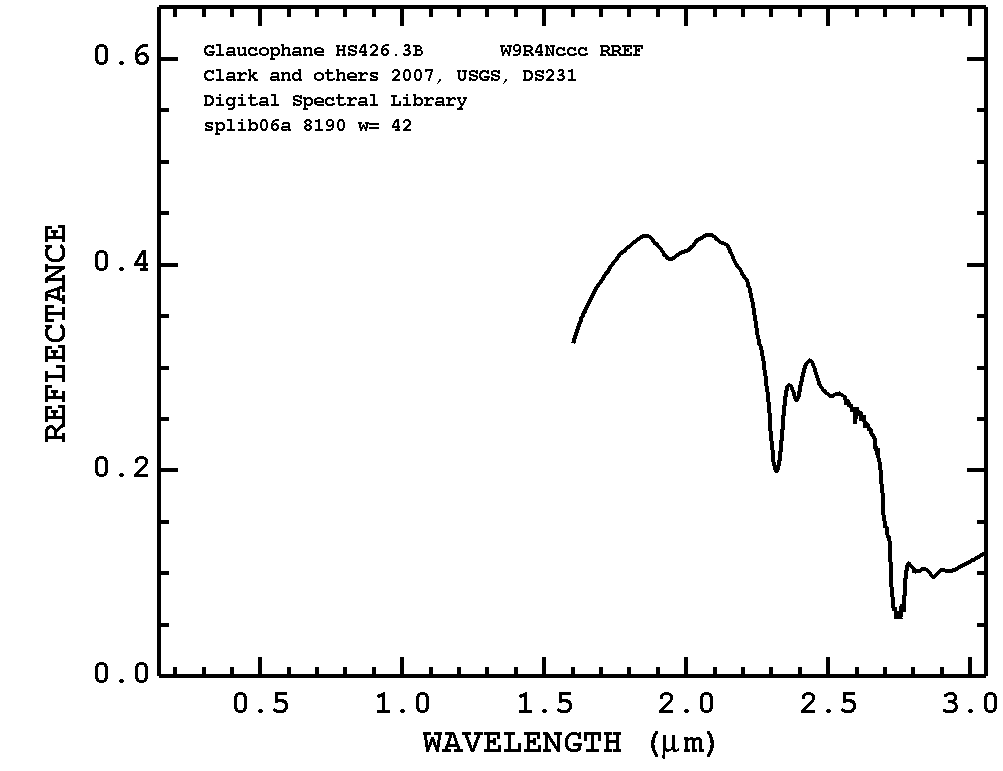 Glaucophane HS426.3B W9R4Nccc RREF
Clark and others 2007, USGS, DS231
Digital Spectral Library
splib06a 8190 w= 42
REFLECTANCE
0.6
0.4
0.2
0.0
0.5 1.0 1.5 2.0 2.5 3.0
WAVELENGTH (μm)